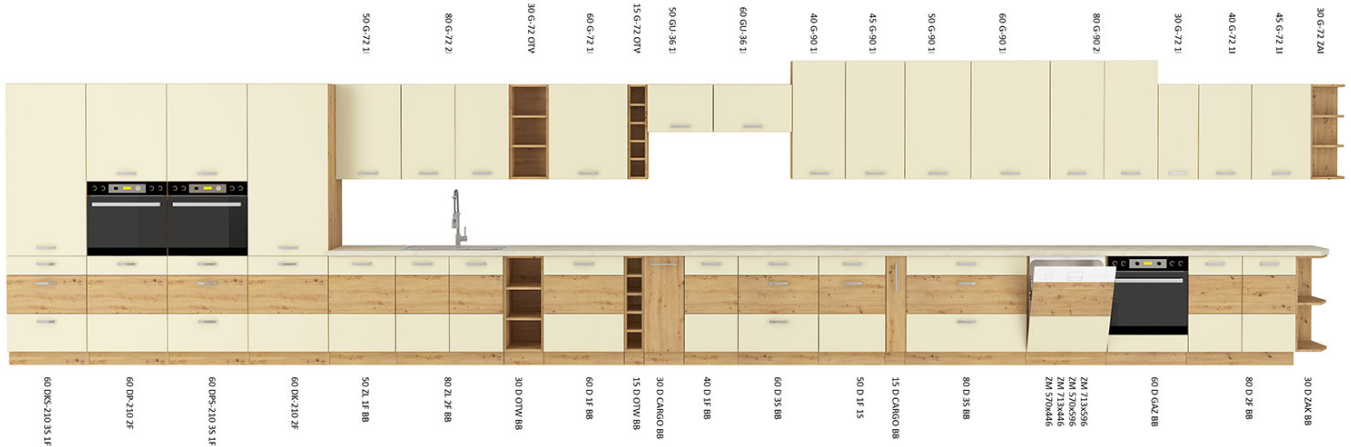 50 G-72 1F
80 G-72 2F
30 G-72 OTW
60 G-72 1F
15 G-72 OTW
50 GU-36 1F
60 GU-36 1F
40 G-90 1F
45 G-90 1F
50 G-90 1F
60 G-90 1F
80 G-90 2F
30 G-72 1F
40 G-72 1F
45 G-72 1F
30 G-72 ZAK
60 DKS-210 3S 1F
60 DP-210 2F
60 DPS-210 3S 1F
60 DK-210 2F
50 ZL 1F BB
80 ZL 2F BB
30 D OTW BB
60 D 1F BB
15 D OTW BB
30 D CARGO BB
40 D 1F BB
60 D 3S BB
50 D 1F 1S
15 D CARGO BB
80 D 3S BB
ZM 713x596
ZM 570x596
ZM 713x446
ZM 570x446
60 D GAZ BB
80 D 2F BB
30 D ZAK BB